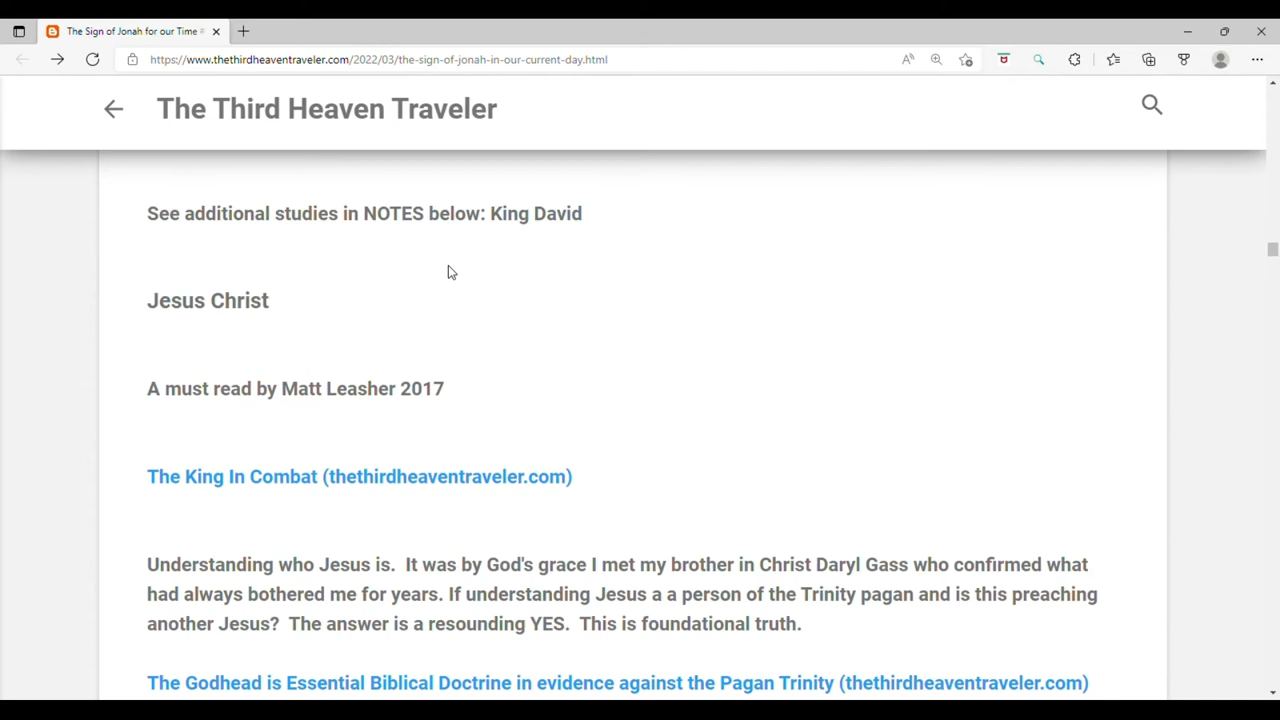 The Sign of Jonah for our Time
https://www.thethirdheaventraveler.com/2022/03/the-sign-of-jonah-in-our-current-day.html
The Third Heaven Traveler
See additional studies in NOTES below: King David
Jesus Christ
A must read by Matt Leasher 2017
The King In Combat (thethirdheaventraveler.com)
Understanding who Jesus is.  It was by God's grace I met my brother in Christ Daryl Gass who confirmed what
had always bothered me for years. If understanding Jesus a a person of the Trinity pagan and is this preaching
another Jesus?  The answer is a resounding YES.  This is foundational truth.
The Godhead is Essential Biblical Doctrine in evidence against the Pagan Trinity (thethirdheaventraveler.com)